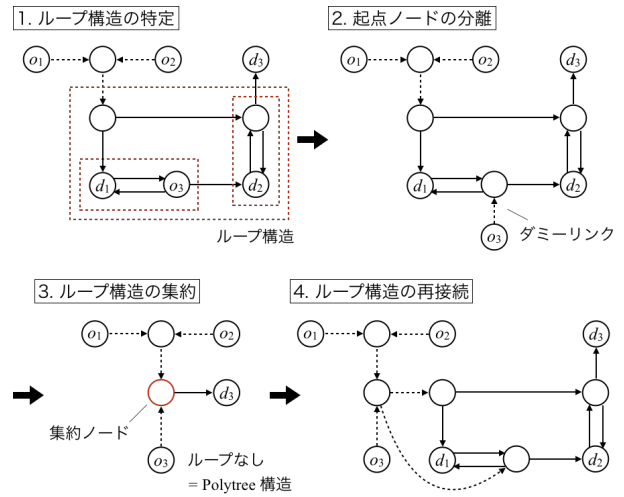 1. ループ構造の特定
o1
o2
d3
d1
o3
d2
ループ構造
2. 起点ノードの分離
o1
o2
d3
d1
d2
o3
ダミーリンク
3. ループ構造の集約
o1
o2
d3
集約ノード
o3
ループなし
= Polytree 構造
4. ループ構造の再接続
o1
o2
d3
o3
d1
d2